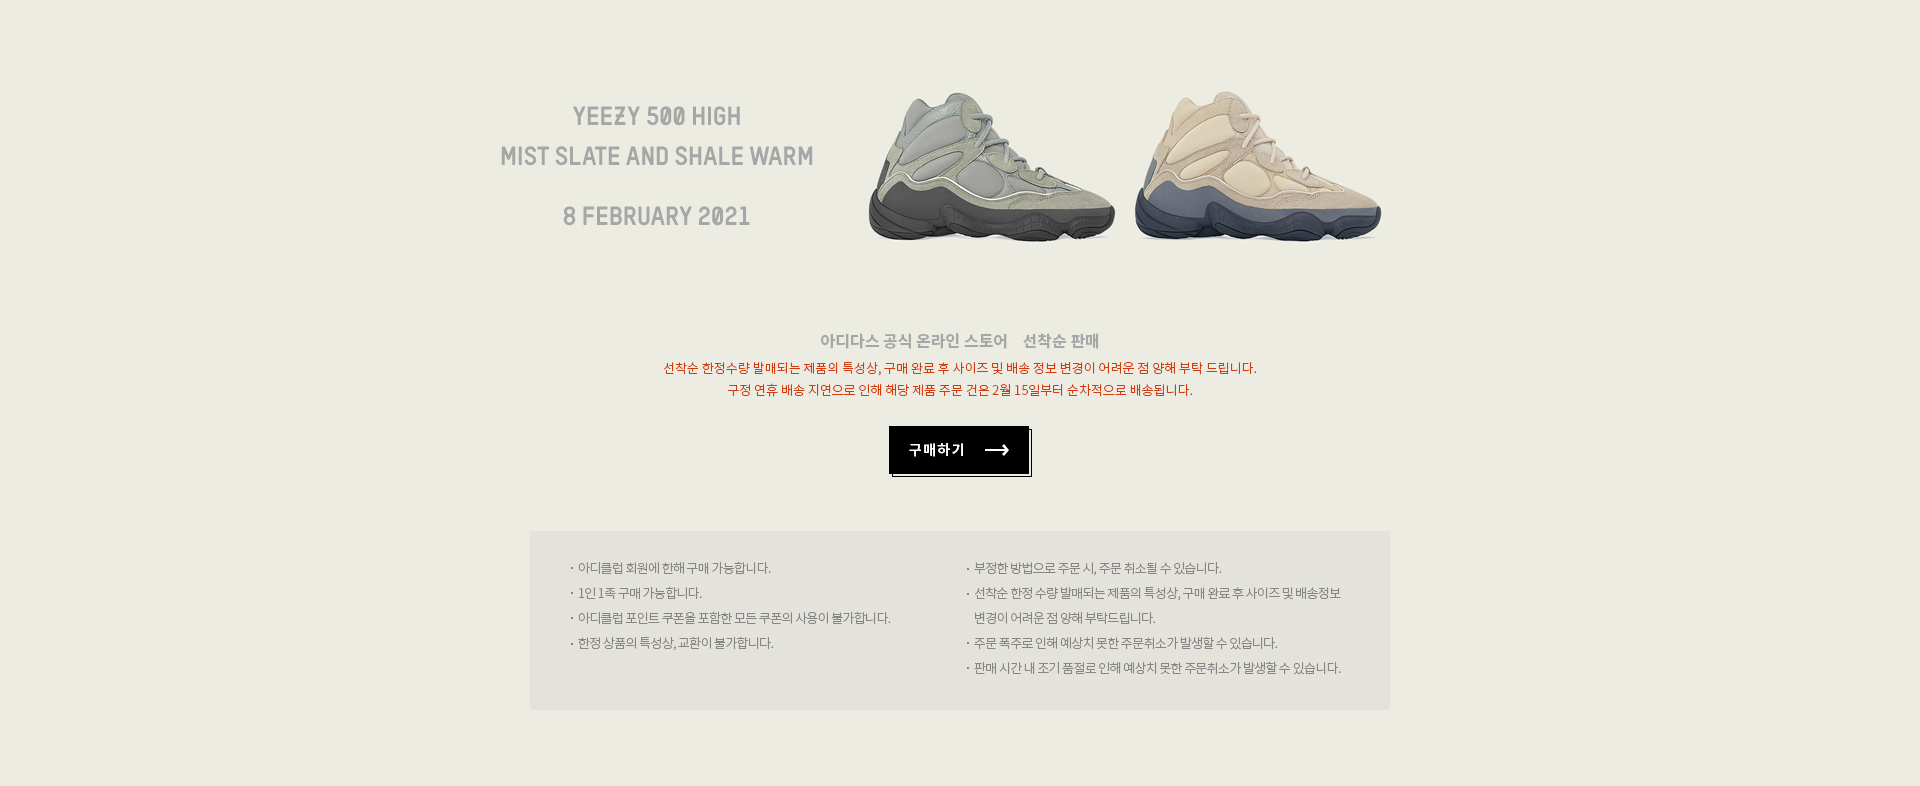 YEEZY 500 HIGH
MIST SLATE AND SHALE WARM
8 FEBRUARY 2021
아디다스 공식 온라인 스토어 선착순 판매
선착순 한정수량 발매되는 제품의 특성상, 구매 완료 후 사이즈 및 배송 정보 변경이 어려운 점 양해 부탁 드립니다.
구정 연휴 배송 지연으로 인해 해당 제품 주문 건은 2월 15일부터 순차적으로 배송됩니다.
구매하기
· 아디클럽 회원에 한해 구매 가능합니다.
· 1인 1족 구매 가능합니다.
· 아디클럽 포인트 쿠폰을 포함한 모든 쿠폰의 사용이 불가합니다.
· 한정 상품의 특성상, 교환이 불가합니다.
· 부정한 방법으로 주문 시, 주문 취소될 수 있습니다.
· 선착순 한정 수량 발매되는 제품의 특성상, 구매 완료 후 사이즈 및 배송정보
변경이 어려운 점 양해 부탁드립니다.
· 주문 폭주로 인해 예상치 못한 주문취소가 발생할 수 있습니다.
· 판매 시간 내 조기 품절로 인해 예상치 못한 주문취소가 발생할 수 있습니다.